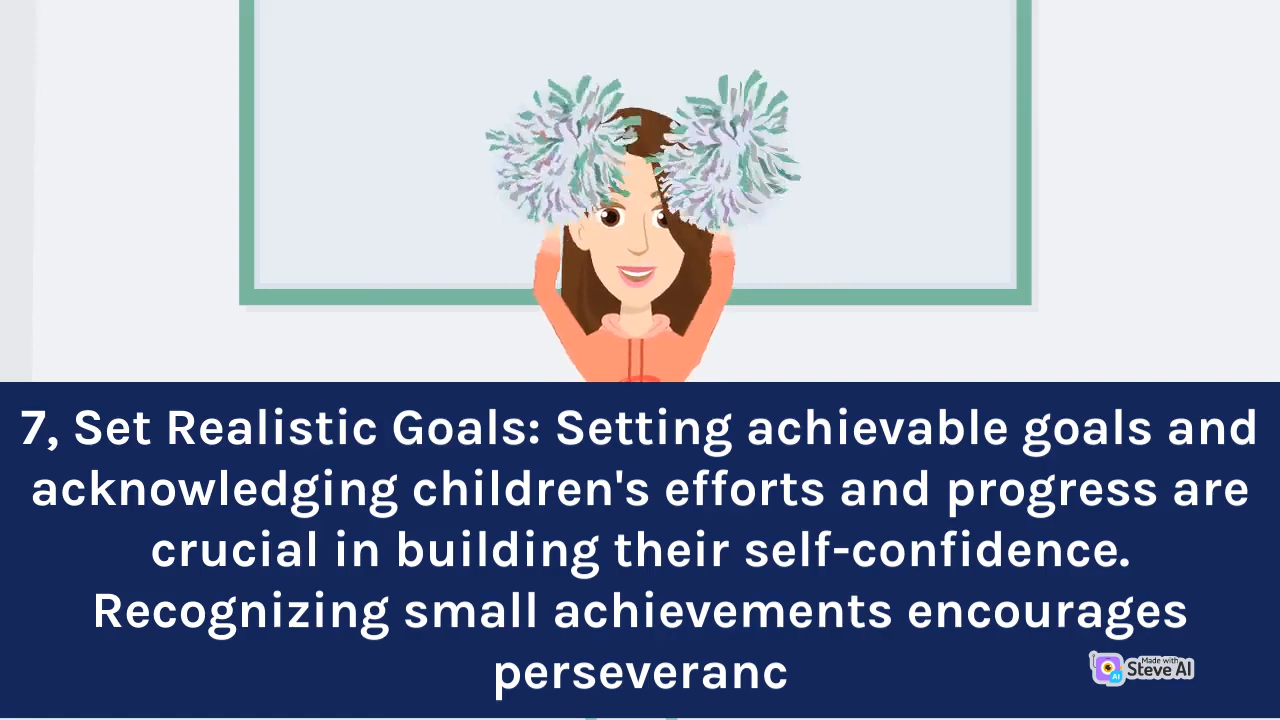 7, Set Realistic Goals: Setting achievable goals and
acknowledging children's efforts and progress are
crucial in building their self-confidence.
Recognizing small achievements encourages
perseveranc
Made with
Steve AI
AI